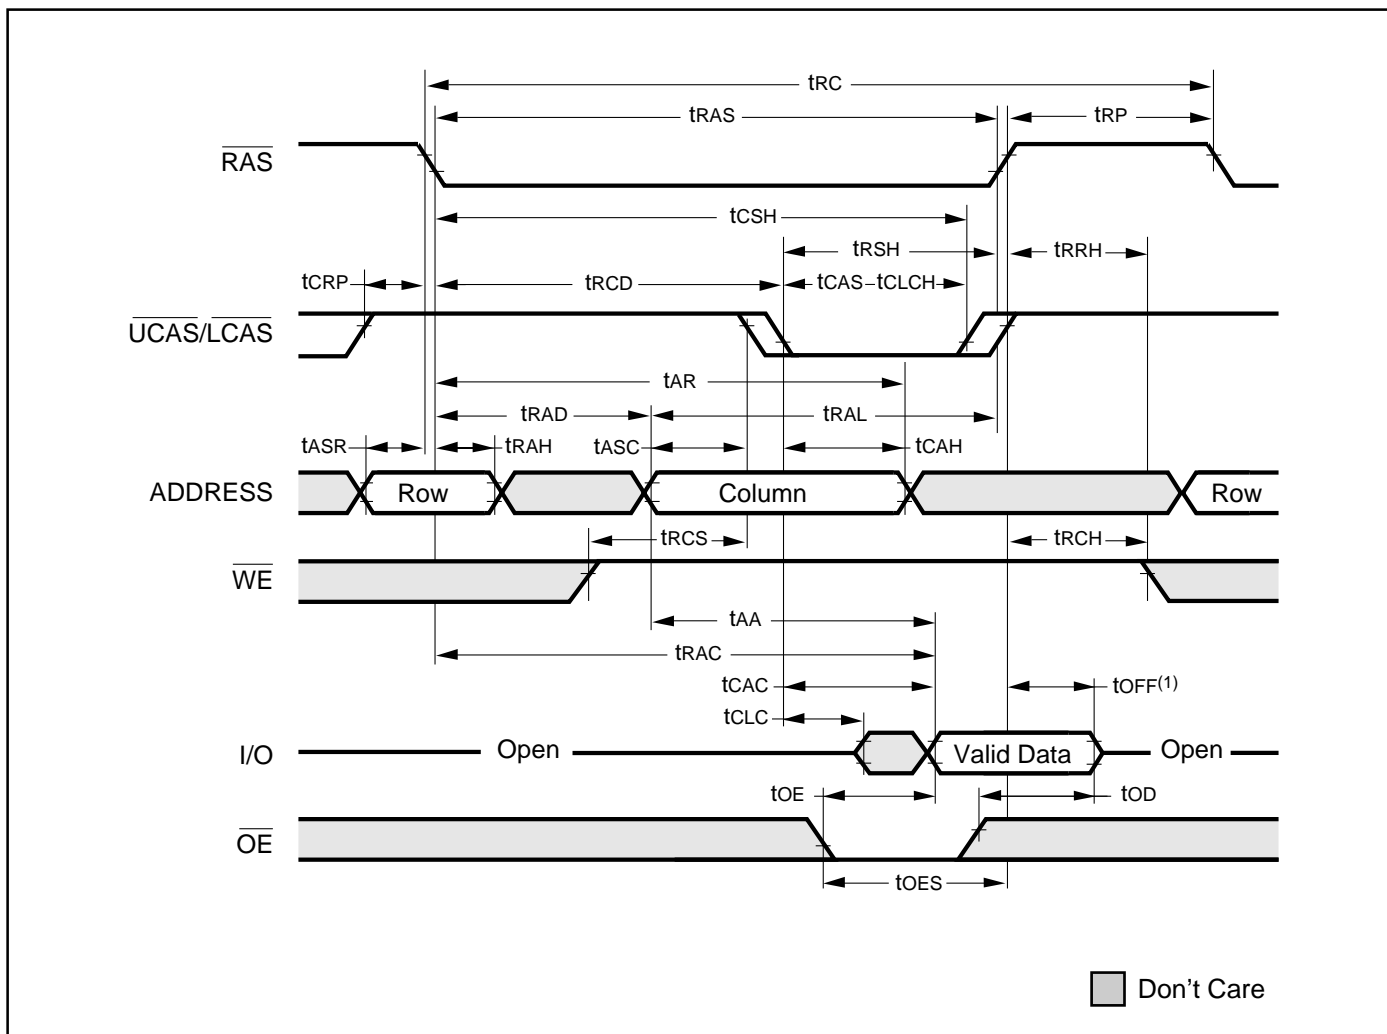 tRC
tRAS
tRP
RAS
tCSH
tRSH
tRRH
tCRP
tRCD
tCAS tCLCH
UCAS/LCAS
tAR
tRAD
tRAL
tASR
tRAH
tASC
tCAH
ADDRESS
Row
Column
Row
tRCS
tRCH
WE
tAA
tRAC
tCAC
tOFF(1)
tCLC
I/O
Open
Valid Data
Open
tOE
tOD
OE
tOES
Don't Care